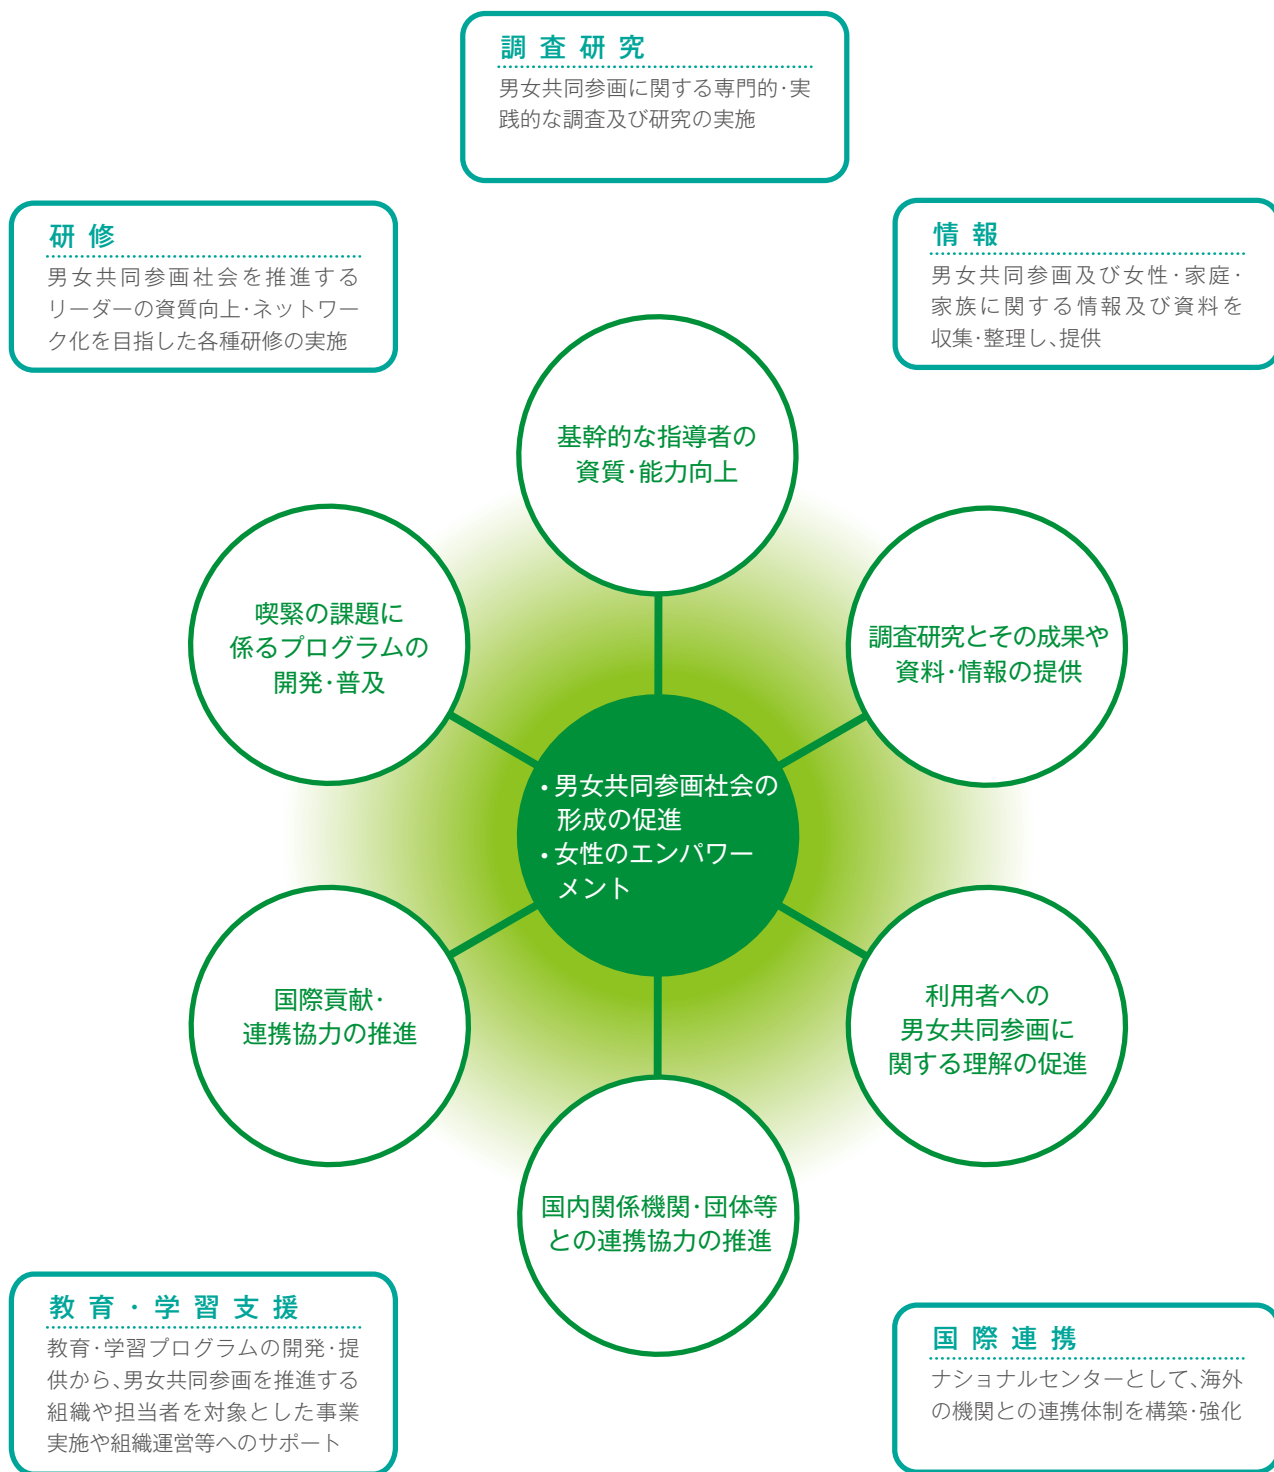 調査研究
男女共同参画に関する専門的・実
践的な調査及び研究の実施
研修
男女共同参画社会を推進する
リーダーの資質向上・ネットワー
ク化を目指した各種研修の実施
情報
男女共同参画及び女性・家庭・
家族に関する情報及び資料を
収集・整理し、提供
基幹的な指導者の
資質・能力向上
喫緊の課題に
係るプログラムの
開発・普及
調査研究とその成果や
資料・情報の提供
・男女共同参画社会の
形成の促進
・女性のエンパワー
メント
国際貢献・
連携協力の推進
利用者への
男女共同参画に
関する理解の促進
国内関係機関・団体等
との連携協力の推進
教育・学習支援
教育・学習プログラムの開発・提
供から、男女共同参画を推進する
組織や担当者を対象とした事業
実施や組織運営等へのサポート
国際連携
ナショナルセンターとして、海外
の機関との連携体制を構築・強化